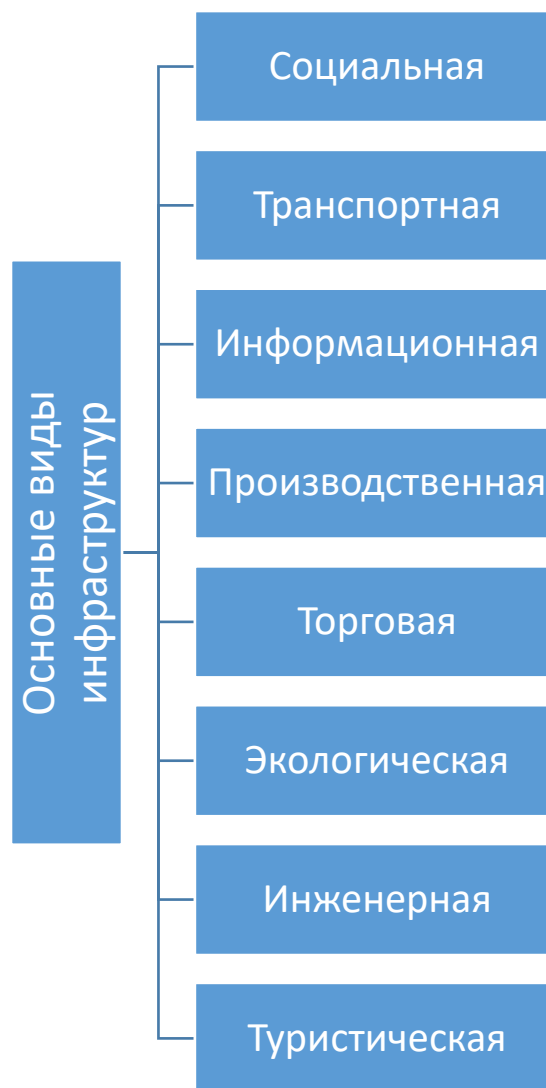 Основные виды
инфраструктур
Социальная
Транспортная
Информационная
Производственная
Торговая
Экологическая
Инженерная
Туристическая